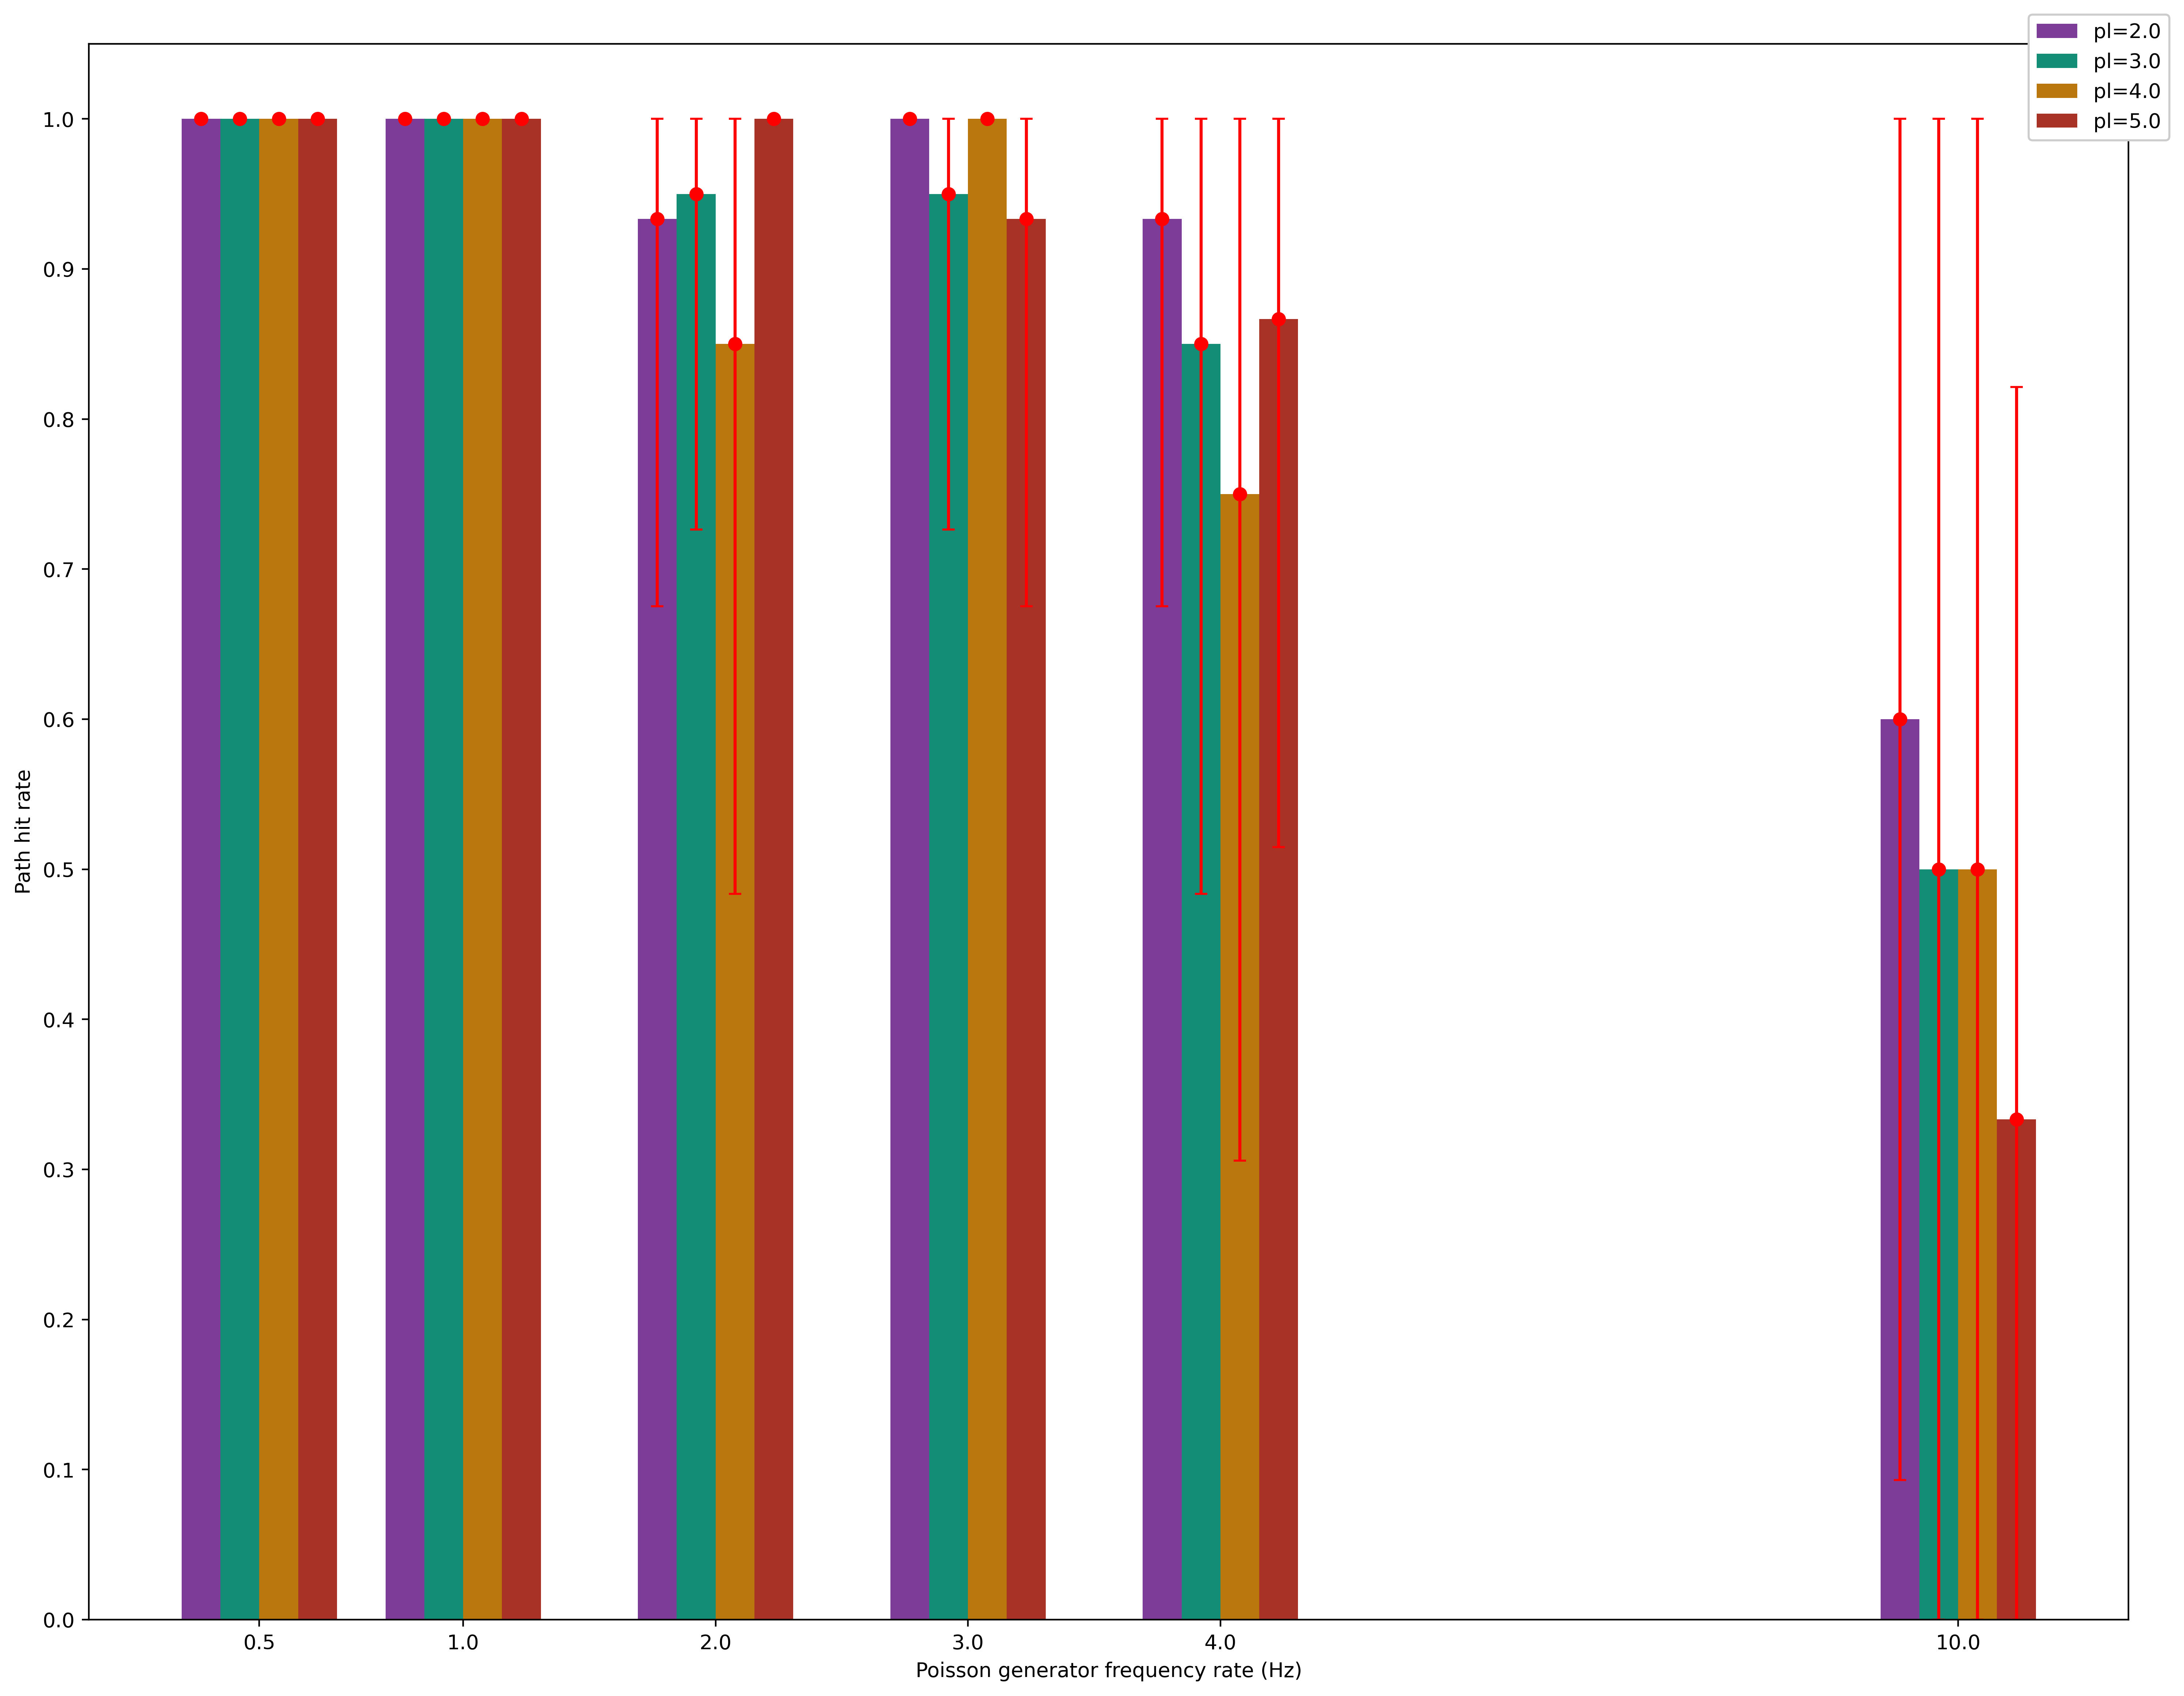 pl=2.0
pl=3.0
pl=4.0
pl=5.0
1.0
0.9
0.8
0.7
0.6
0.5
0.4
0.3
0.2
0.1
0.0
Path hit rate
0.5 1.0 2.0 3.0 4.0 10.0
Poisson generator frequency rate (Hz)